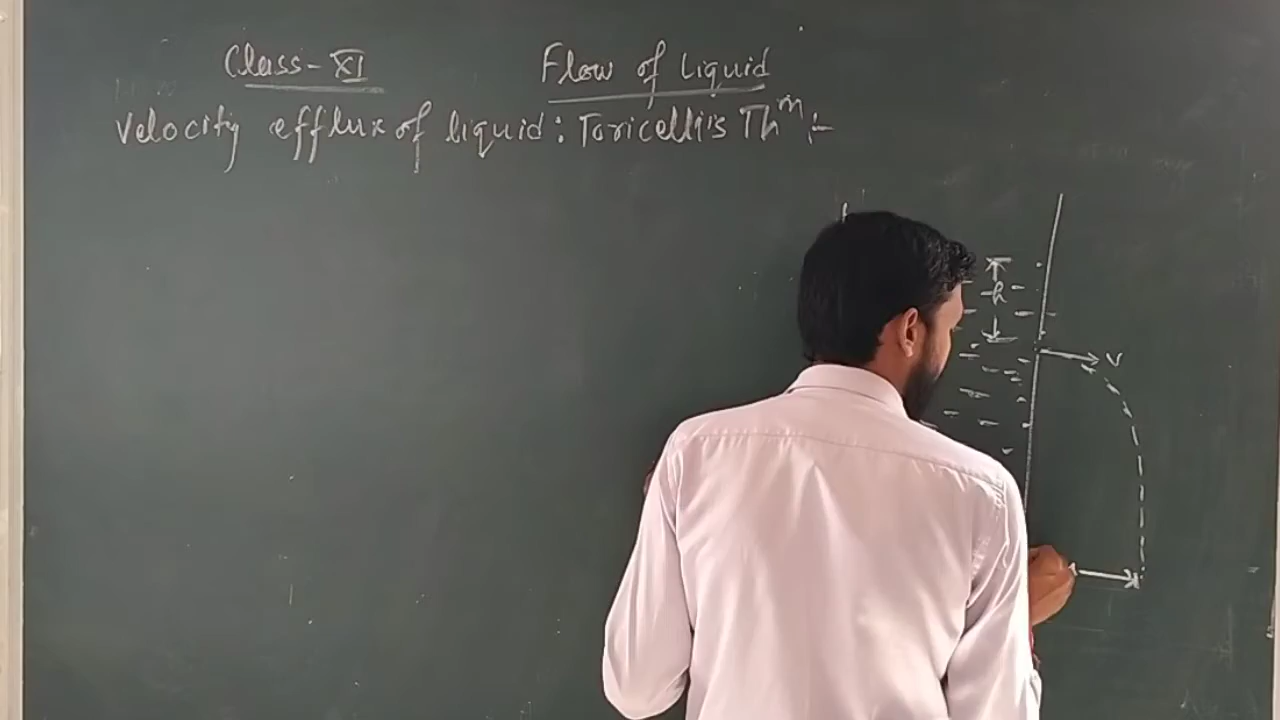 Class-XI
Flow of Liquid
Velocity efflux of liquid: Toricelli's Thm :-
h
v